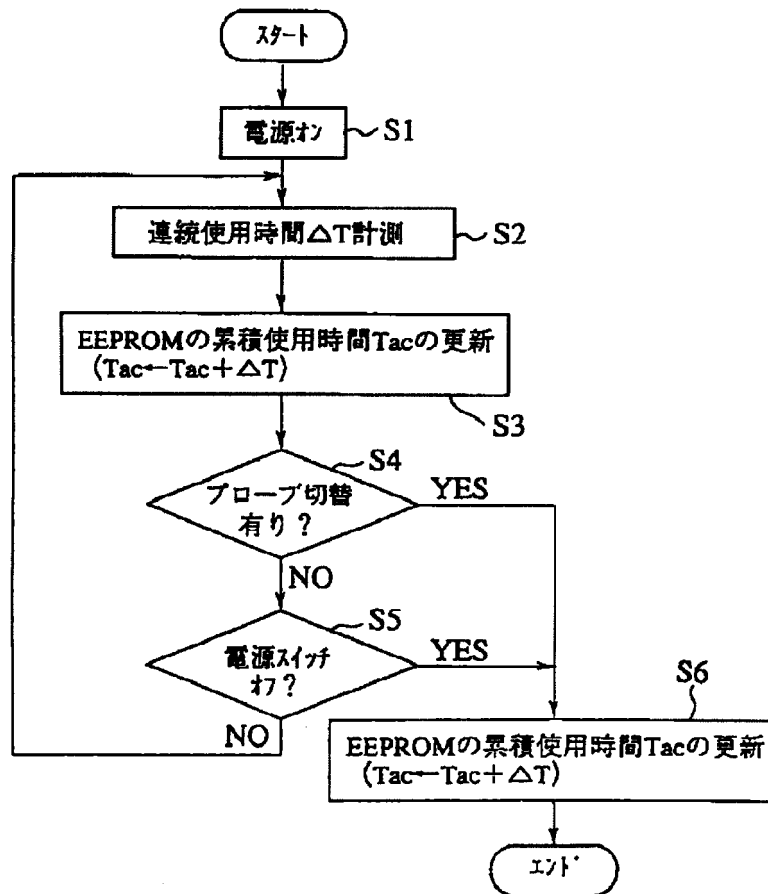 スタート
電源オン
S1
連続使用時間△T計測
S2
EEPROMの累積使用時間Tacの更新
(Tac←Tac＋△T)
S3
S4
プローブ切替
有り？
YES
NO
S5
電源スイッチ
オフ？
YES
NO
S6
EEPROMの累積使用時間Tacの更新
(Tac←Tac＋△T)
エンド